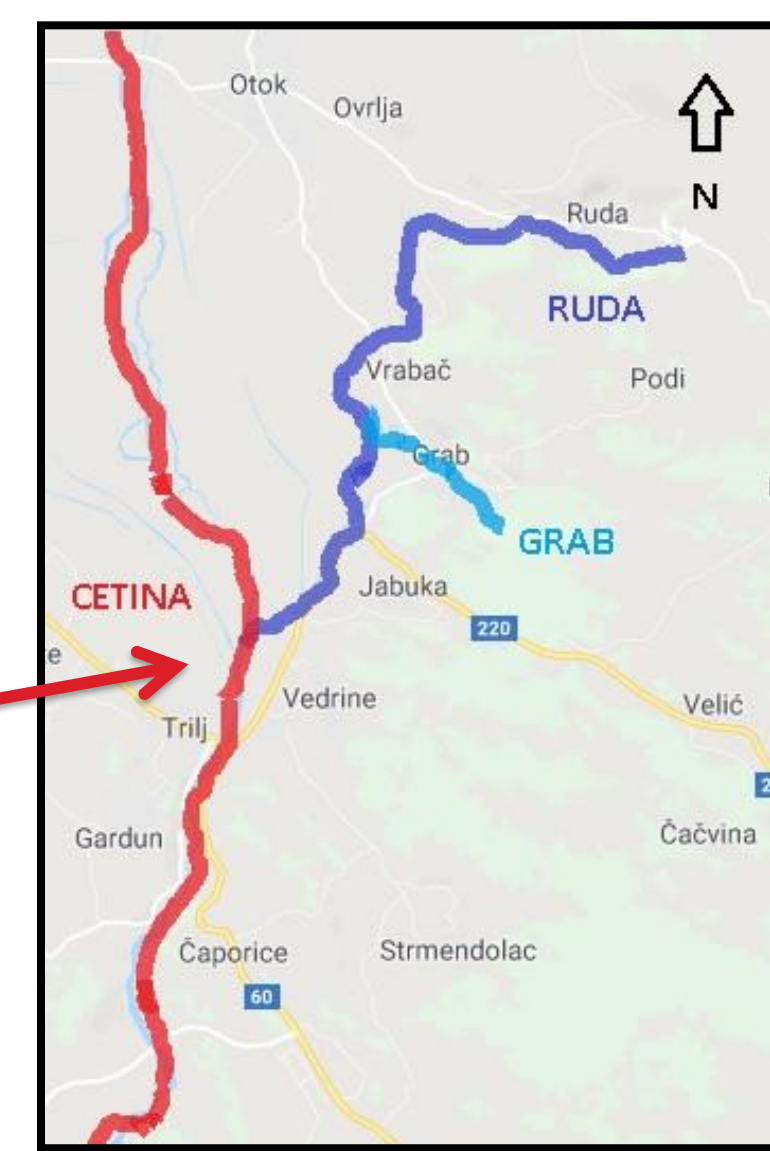 Otok
Ovrlja
N
Ruda
RUDA
Vrabač
Podi
Grab
GRAB
Jabuka
CETINA
220
e
Vedrine
Velić
Trilj
2
Gardun
Čačvina
Čaporice
Strmendolac
60